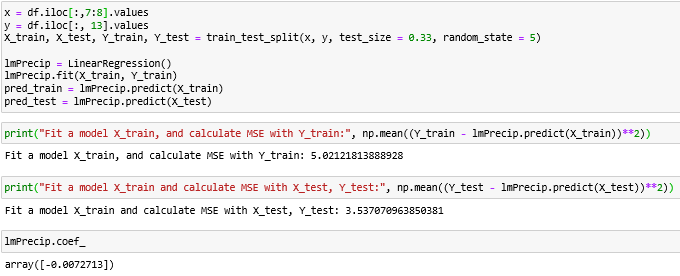 x = df.iloc[:,7:8].values
y = df.iloc[:, 13].values
X_train, X_test, Y_train, Y_test = train_test_split(x, y, test_size = 0.33, random_state = 5)
lmPrecip = LinearRegression()
lmPrecip.fit(X_train, Y_train)
pred_train = lmPrecip.predict(X_train)
pred_test = lmPrecip.predict(X_test)
print("Fit a model X_train, and calculate MSE with Y_train:", np.mean((Y_train - lmPrecip.predict(X_train))**2))
Fit a model X_train, and calculate MSE with Y_train: 5.02121813888928
print("Fit a model X_train and calculate MSE with X_test, Y_test:", np.mean((Y_test - lmPrecip.predict(X_test))**2))
Fit a model X_train and calculate MSE with X_test, Y_test: 3.537070963850381
lmPrecip.coef_
array([-0.0072713])